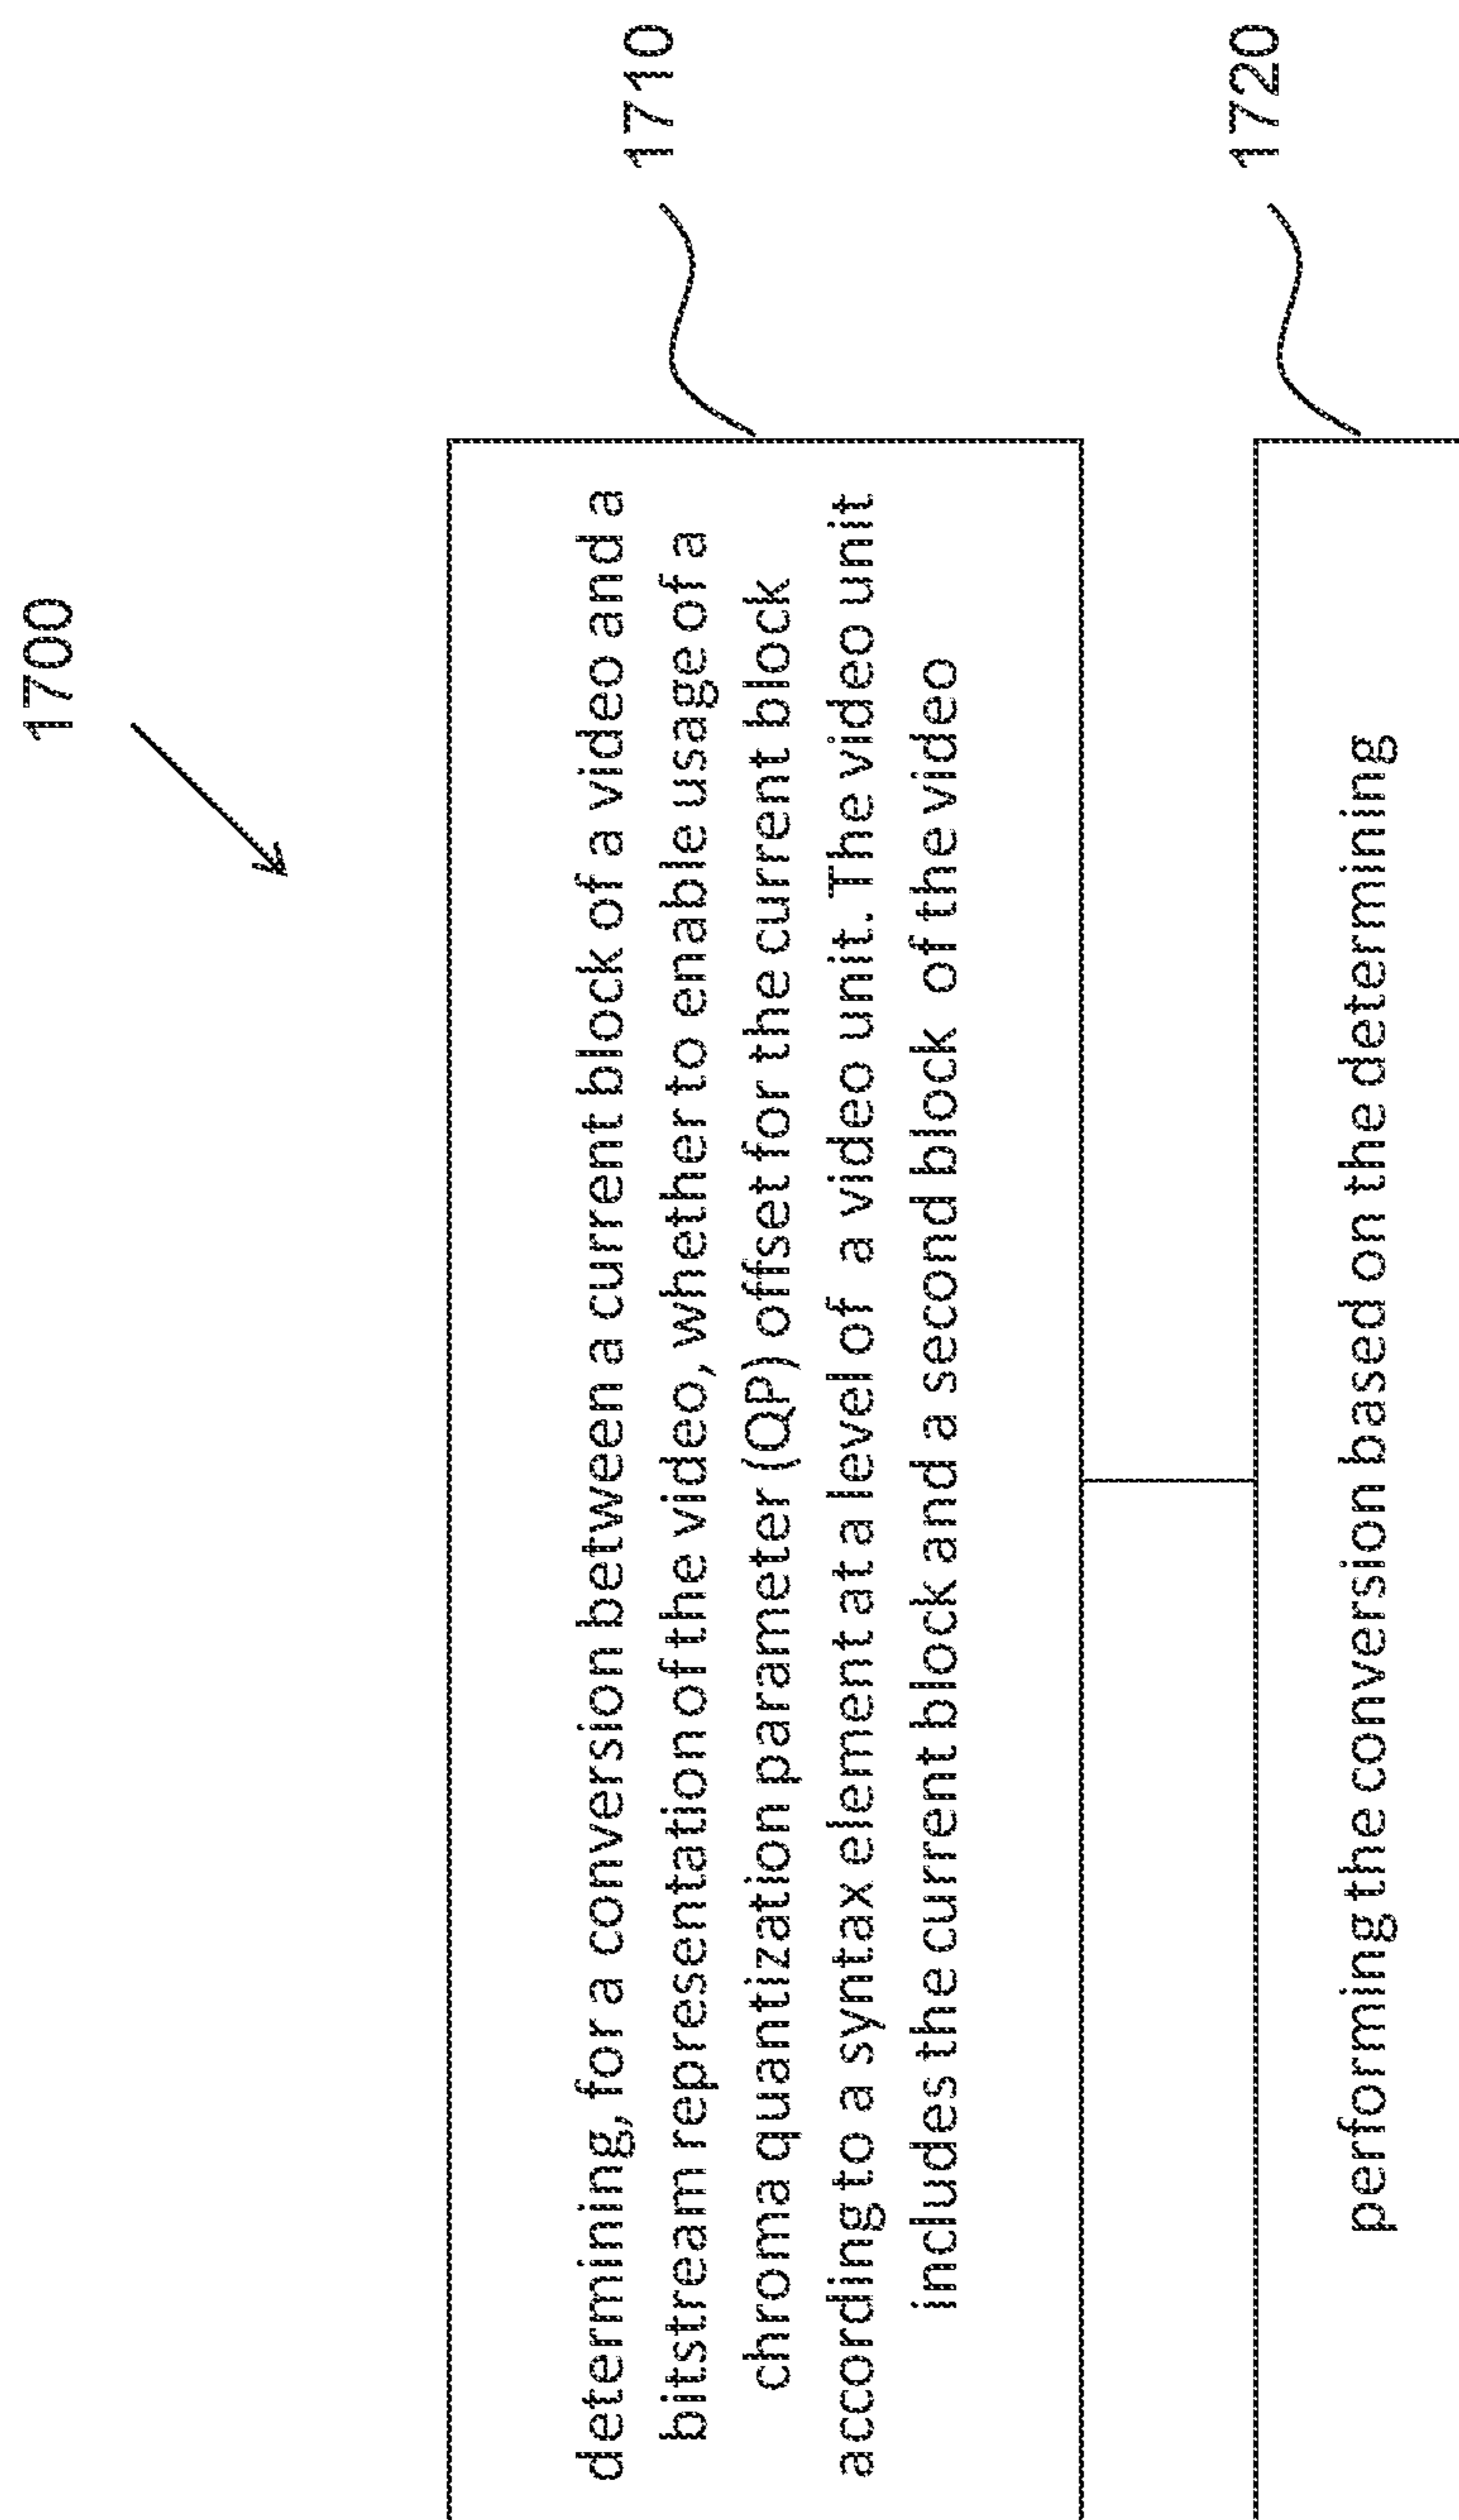 1700
determining, for a conversion between a current block of a video and a
bitstream representation of the video, whether to enable usage of a
chroma quantization parameter (QP) offset for the current block
according to a syntax element at a level of a video unit. The video unit
includes the current block and a second block of the video
1710
performing the conversion based on the determining
1720